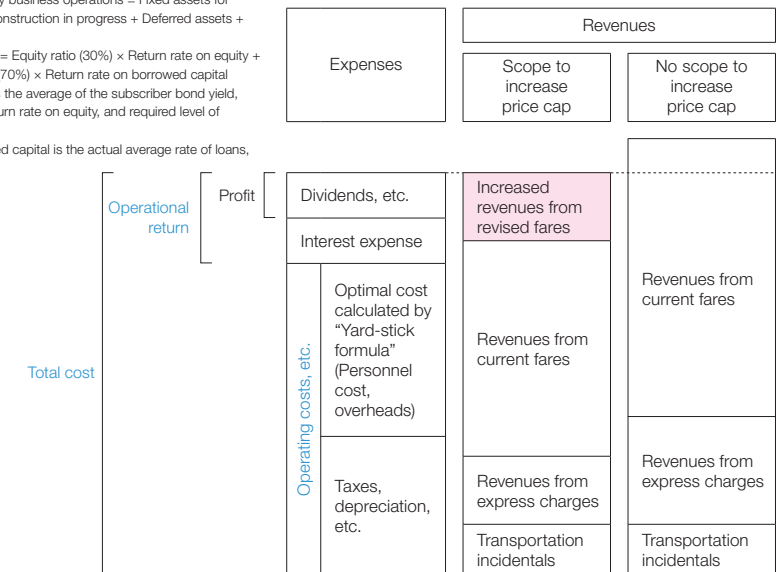 business operations = Fixed assets for
onstruction in progress + Deferred assets +
= Equity ratio (30%) × Return rate on equity +
70%) × Return rate on borrowed capital
the average of the subscriber bond yield,
urn rate on equity, and required level of
ed capital is the actual average rate of loans,
Expenses
Revenues
Scope to
increase
price cap
No scope to
increase
price cap
Total cost
Operational
return
Profit
Dividends, etc.
Interest expense
Operating costs, etc.
Optimal cost
calculated by
“Yard-stick
formula”
(Personnel
cost,
overheads)
Taxes,
depreciation,
etc.
Increased
revenues from
revised fares
Revenues from
current fares
Revenues from
express charges
Transportation
incidentals
Revenues from
current fares
Revenues from
express charges
Transportation
incidentals